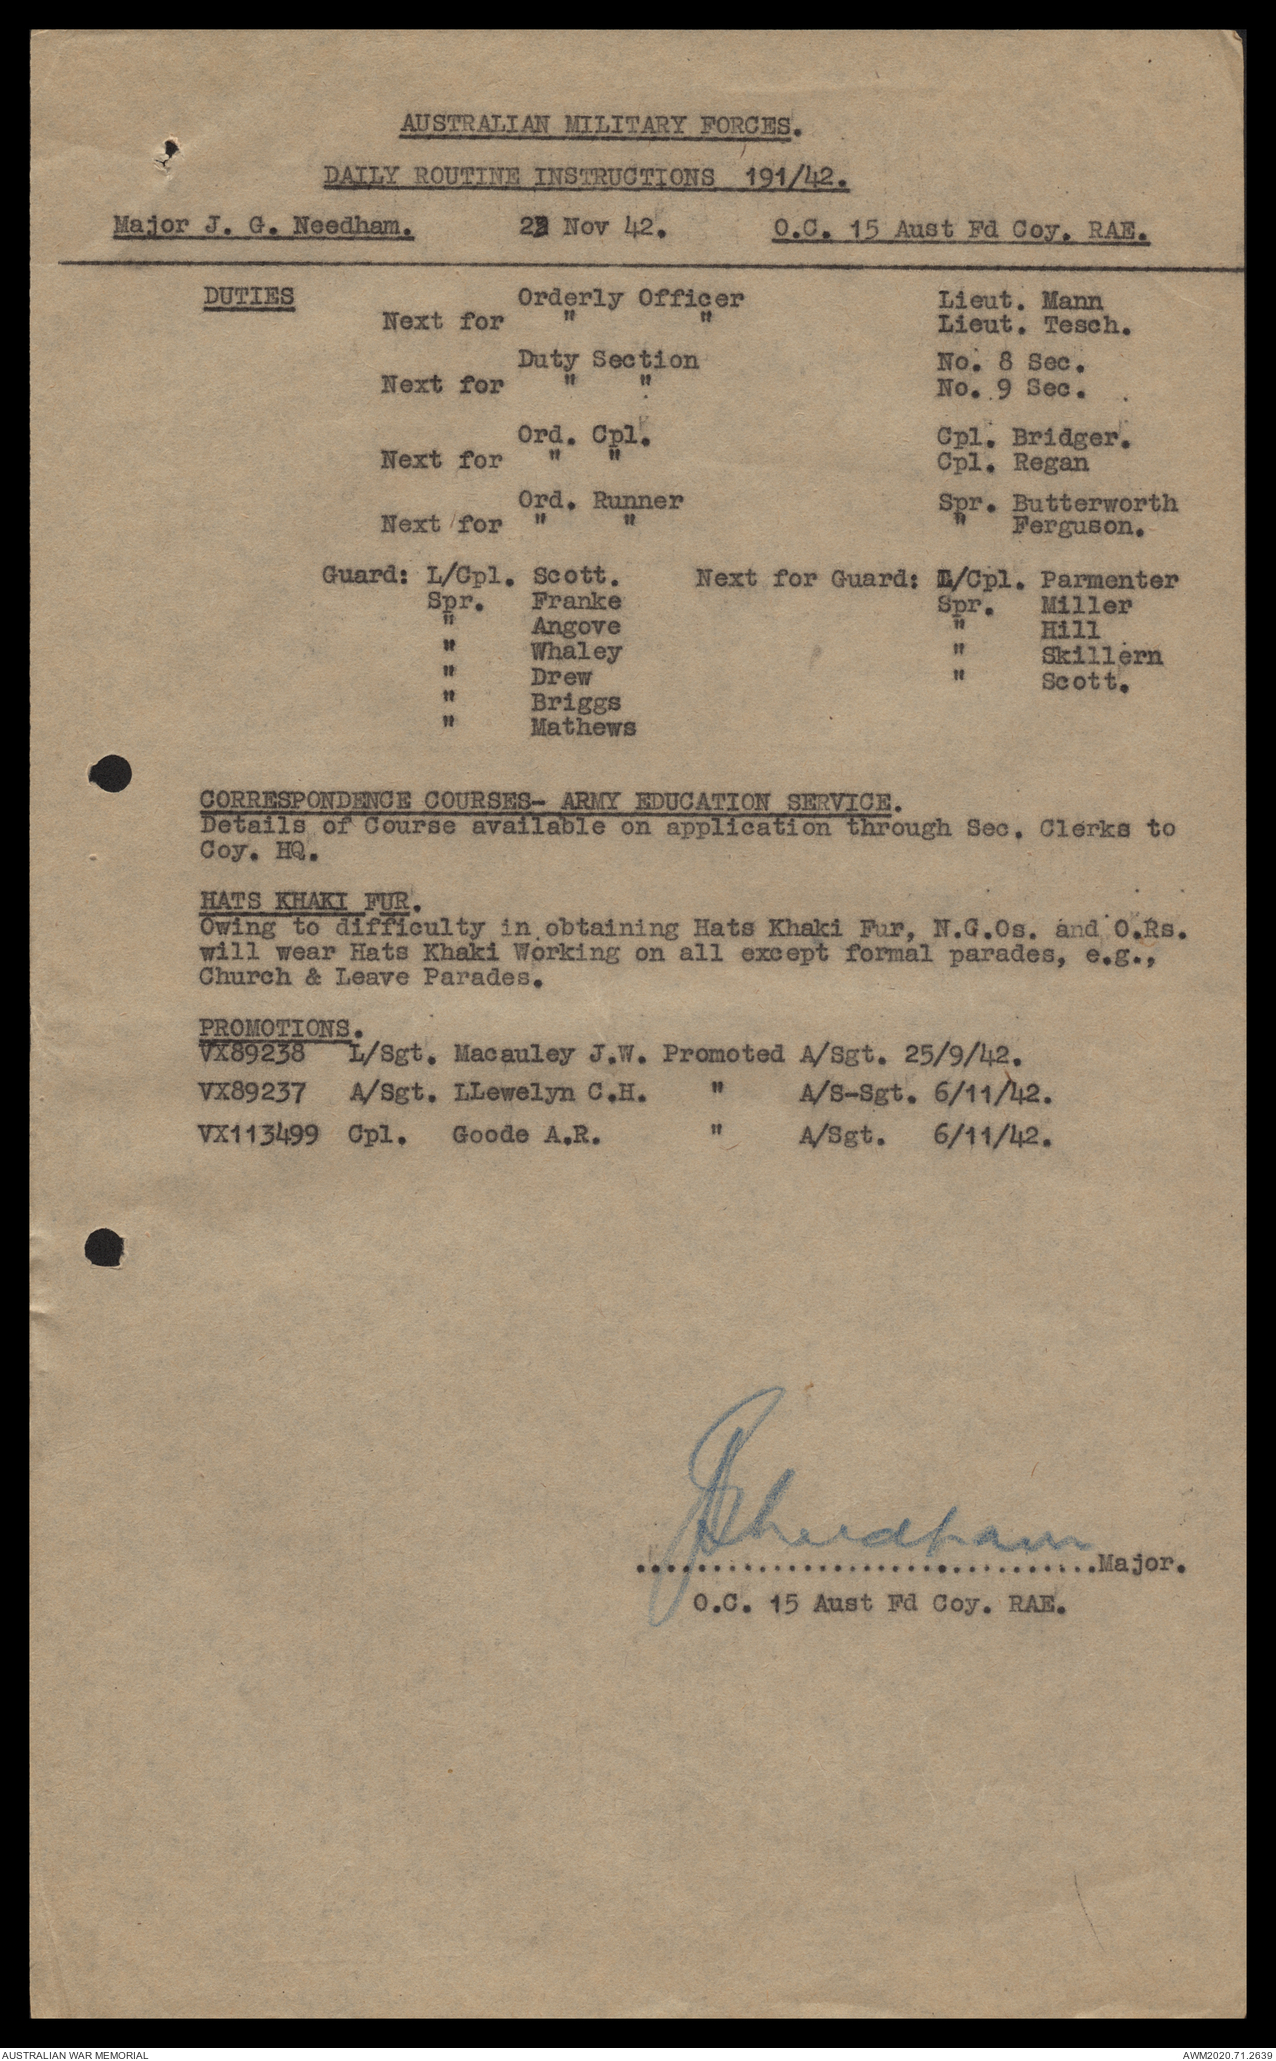 AUSTRALIAN MILITARY FORCES.
DAILY ROUTINE INSTRUCTIONS 191/42.
Major J. G. Needham. Nov 42. O.C. 15 Aust Fd Coy. RAE.
DUTIES Orderly Officer Lieut. Mann
Next for " " Lieut. Tesch.
Duty Section No. 8 Sec.
Next for " " No. 9 Sec.
Ord. Cpl. Cpl. Bridger.
Next for " " Cpl. Regan
Ord. Runner Spr. Butterworth
Next for " " " Ferguson.
Guard: L/Cpl. Scott. Next for Guard: L/Cpl. Parmenter
Spr. Franke Spr. Miller
" Angove " Hill
" Whaley " Skillern
" Drew " Scott.
" Briggs
" Mathews
CORRESPONDENCE COURSES- ARMY EDUCATION SERVICE.
Details of Course available on application through Sec. Clerks to
Coy. HQ.
HATS KHAKI FUR.
Owing to difficulty in obtaining Hats Khaki Fur, N.G.Os. and O.Rs.
will wear Hats Khaki Working on all except formal parades, e.g.,
Church & Leave Parades.
PROMOTIONS.
VX89238 L/Sgt. Macauley J.W. Promoted A/Sgt. 25/9/42.
VX89237 A/Sgt. LLewelyn C.H. " A/S-Sgt. 6/11/42.
VX113499 Cpl. Goode A.R. " A/Sgt. 6/11/42.
JGNeedham
...............................Major.
O.C. 15 Aust Fd Coy. RAE.
AUSTRALIAN WAR MEMORIAL AWM2020.71.2639